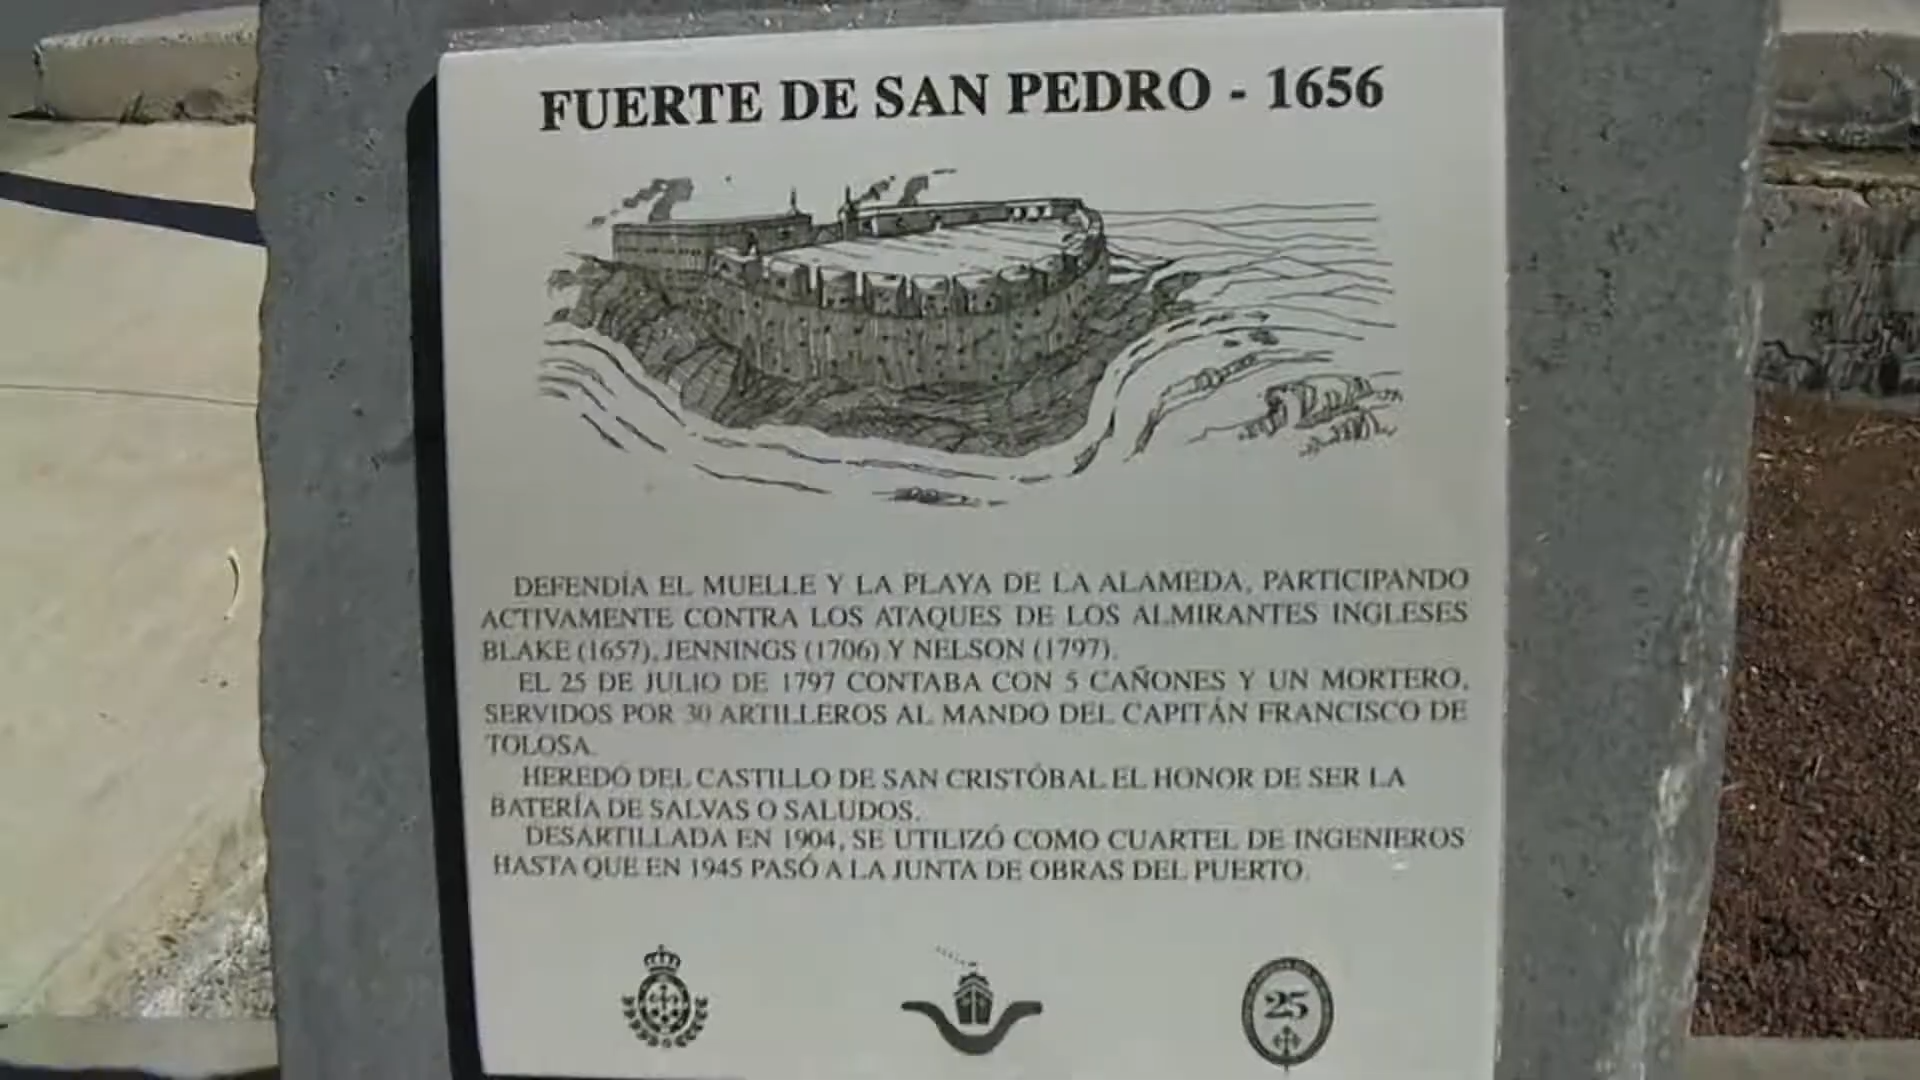 FUERTE DE SAN PEDRO - 1656
DEFENDÍA EL MUELLE Y LA PLAYA DE LA ALAMEDA, PARTICIPANDO
ACTIVAMENTE CONTRA LOS ATAQUES DE LOS ALMIRANTES INGLESES
BLAKE (1657), JENNINGS (1706) Y NELSON (1797).
EL 25 DE JULIO DE 1797 CONTABA CON 5 CAÑONES Y UN MORTERO,
SERVIDOS POR 30 ARTILLEROS AL MANDO DEL CAPITÁN FRANCISCO DE
TOLOSA.
HEREDÓ DEL CASTILLO DE SAN CRISTÓBAL EL HONOR DE SER LA
BATERÍA DE SALVAS O SALUDOS.
DESARTILLADA EN 1904, SE UTILIZÓ COMO CUARTEL DE INGENIEROS
HASTA QUE EN 1945 PASÓ A LA JUNTA DE OBRAS DEL PUERTO.
25